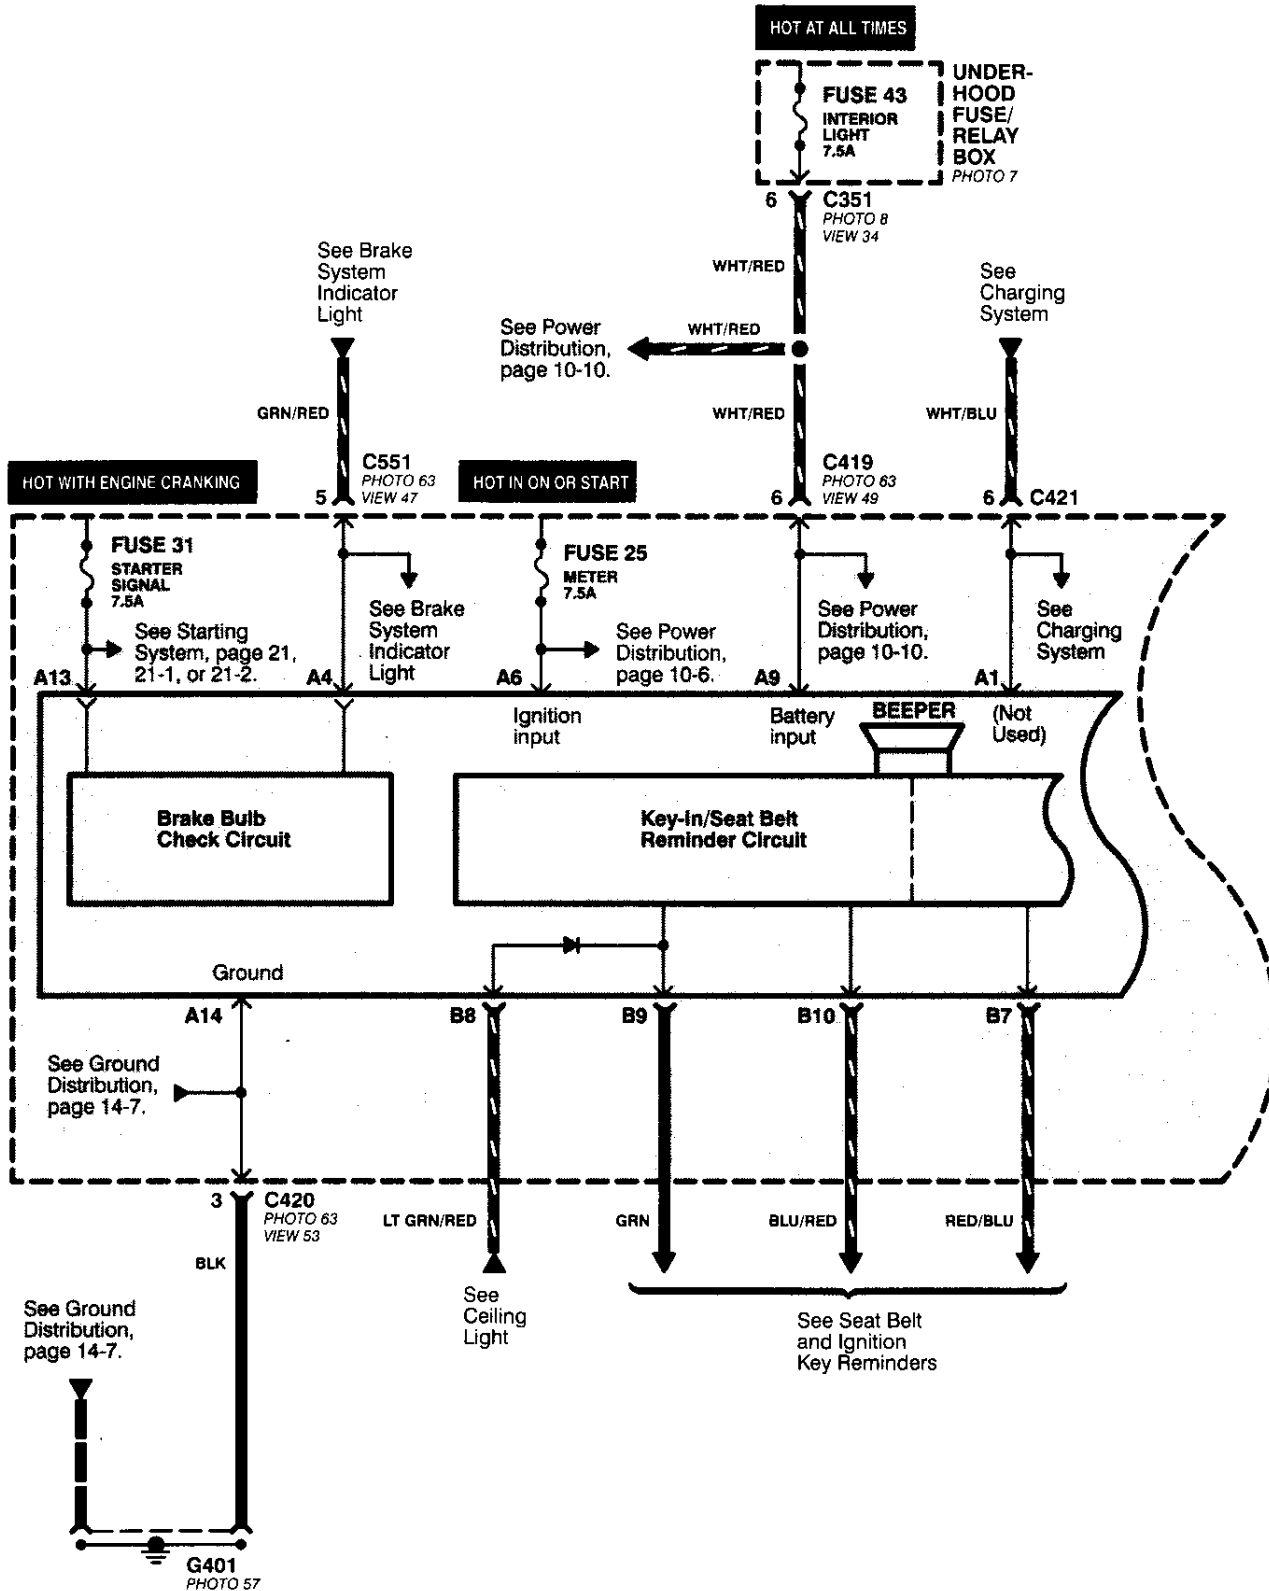 HOT AT ALL TIMES
FUSE 43
INTERIOR
LIGHT
7.5A
UNDER-
HOOD
FUSE/
RELAY
BOX
PHOTO 7
6
C351
PHOTO 8
VIEW 34
WHT/RED
See Brake
System
Indicator
Light
See
Charging
System
See Power
Distribution,
page 10-10.
WHT/RED
GRN/RED
WHT/RED
WHT/BLU
HOT WITH ENGINE CRANKING
5
C551
PHOTO 63
VIEW 47
HOT IN ON OR START
6
C419
PHOTO 63
VIEW 49
6
C421
FUSE 31
STARTER
SIGNAL
7.5A
See Starting
System, page 21,
21-1, or 21-2.
See Brake
System
Indicator
Light
FUSE 25
METER
7.5A
See Power
Distribution,
page 10-6.
See Power
Distribution,
page 10-10.
See
Charging
System
A13
A4
A6
A9
A1
Ignition
input
Battery
input
BEEPER
(Not
Used)
Brake Bulb
Check Circuit
Key-In/Seat Belt
Reminder Circuit
Ground
A14
B8
B9
B10
B7
See Ground
Distribution,
page 14-7.
3
C420
PHOTO 63
VIEW 53
LT GRN/RED
GRN
BLU/RED
RED/BLU
BLK
See
Ceiling
Light
See Seat Belt
and Ignition
Key Reminders
See Ground
Distribution,
page 14-7.
G401
PHOTO 57